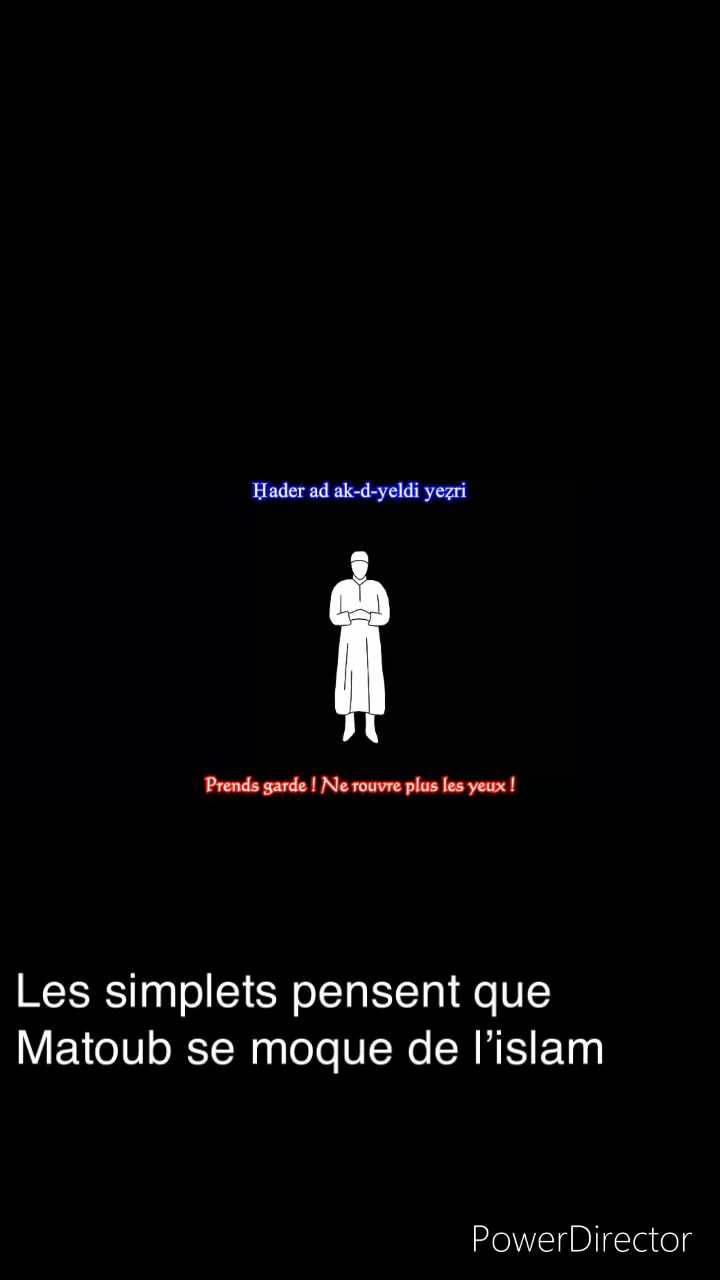 Ḥader ad ak-d-yeldi yeẓri
Prends garde ! Ne rouvre plus les yeux !
Les simplets pensent que
Matoub se moque de l’islam
PowerDirector